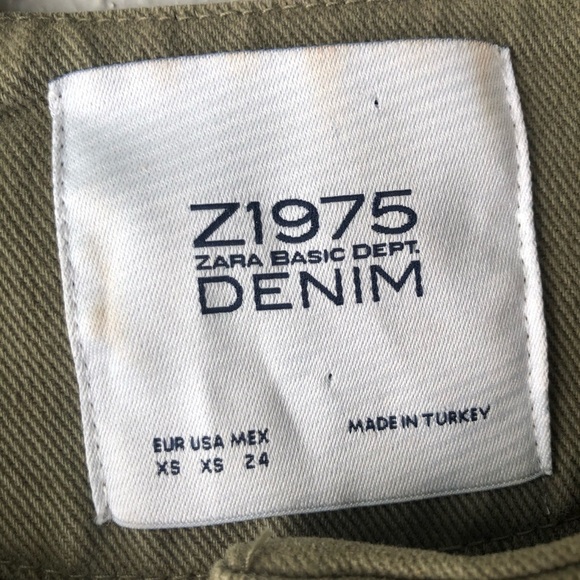 Z1975
ZARA BASIC DEPT.
DENIM
EUR USA MEX
XS XS 24
MADE IN TURKEY